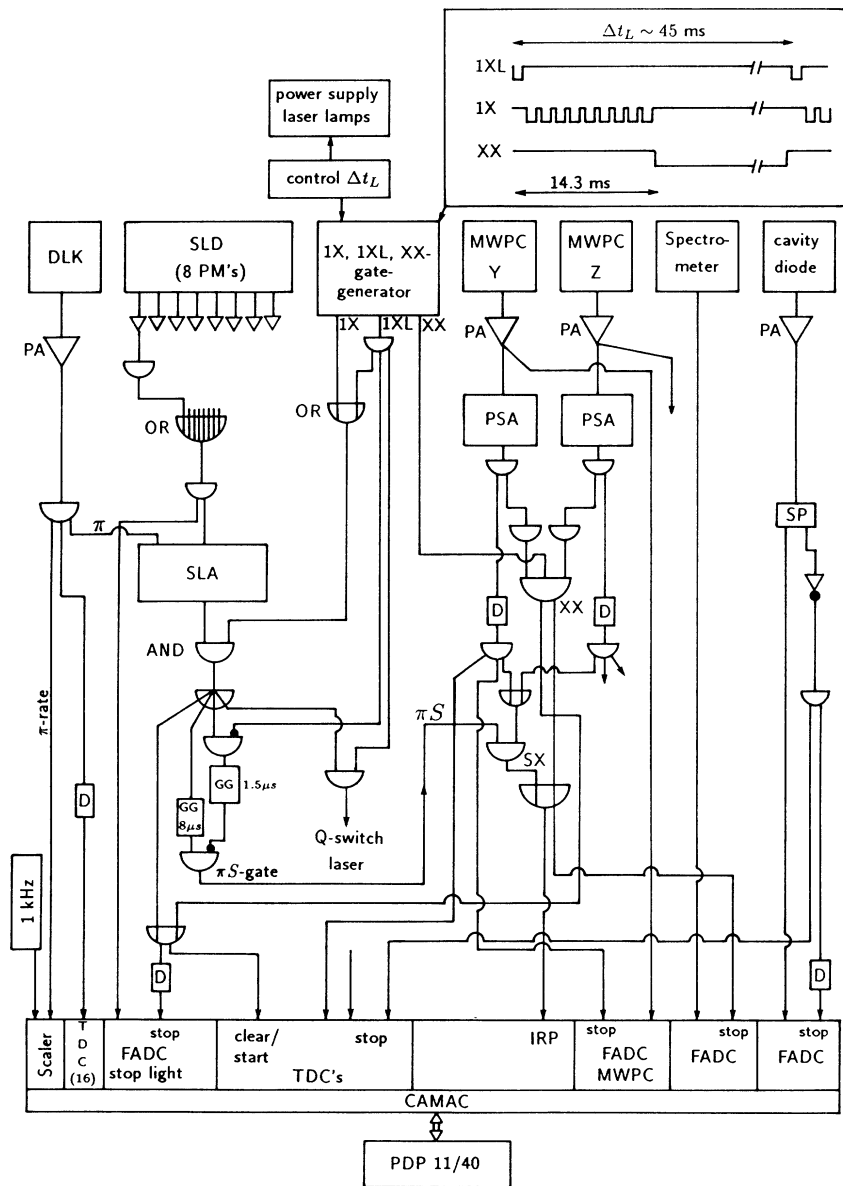 Δt_L ∼ 45 ms
1XL
1X
XX
14.3 ms
power supply
laser lamps
control Δt_L
DLK
SLD
(8 PM's)
1X, 1XL, XX-
gate-
generator
MWPC
Y
MWPC
Z
Spectro-
meter
cavity
diode
1X
1XL
XX
PA
PA
PA
PA
OR
OR
PSA
PSA
π
SLA
SP
XX
D
D
AND
π-rate
πS
SX
GG
1.5μs
GG
8μs
D
Q-switch
laser
πS-gate
1 kHz
D
D
Scaler
T
D
C
(16)
stop
FADC
stop light
clear/
start
stop
TDC's
IRP
stop
FADC
MWPC
stop
FADC
stop
FADC
CAMAC
PDP 11/40